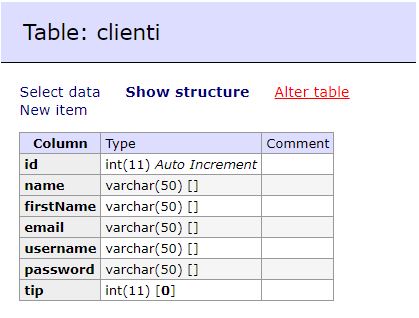 Table: clienti
Select data Show structure Alter table
New item
Column Type Comment
id int(11) Auto Increment
name varchar(50) []
firstName varchar(50) []
email varchar(50) []
username varchar(50) []
password varchar(50) []
tip int(11) [0]